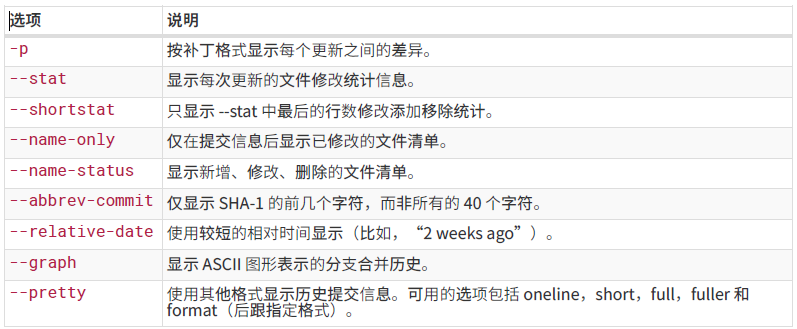 选项 说明
-p 按补丁格式显示每个更新之间的差异。
--stat 显示每次更新的文件修改统计信息。
--shortstat 只显示 --stat 中最后的行数修改添加移除统计。
--name-only 仅在提交信息后显示已修改的文件清单。
--name-status 显示新增、修改、删除的文件清单。
--abbrev-commit 仅显示 SHA-1 的前几个字符，而非所有的 40 个字符。
--relative-date 使用较短的相对时间显示（比如，“2 weeks ago”）。
--graph 显示 ASCII 图形表示的分支合并历史。
--pretty 使用其他格式显示历史提交信息。可用的选项包括 oneline，short，full，fuller 和
format（后跟指定格式）。